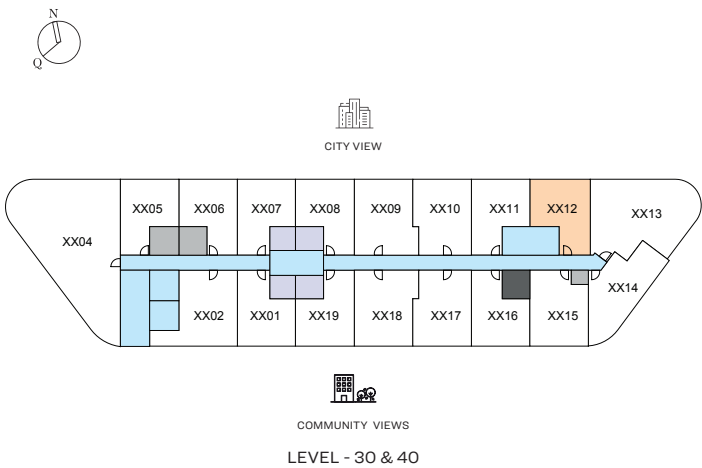 N
Q
CITY VIEW
XX05 XX06 XX07 XX08 XX09 XX10 XX11 XX12 XX13
XX04
XX14
XX02 XX01 XX19 XX18 XX17 XX16 XX15
COMMUNITY VIEWS
LEVEL - 30 & 40